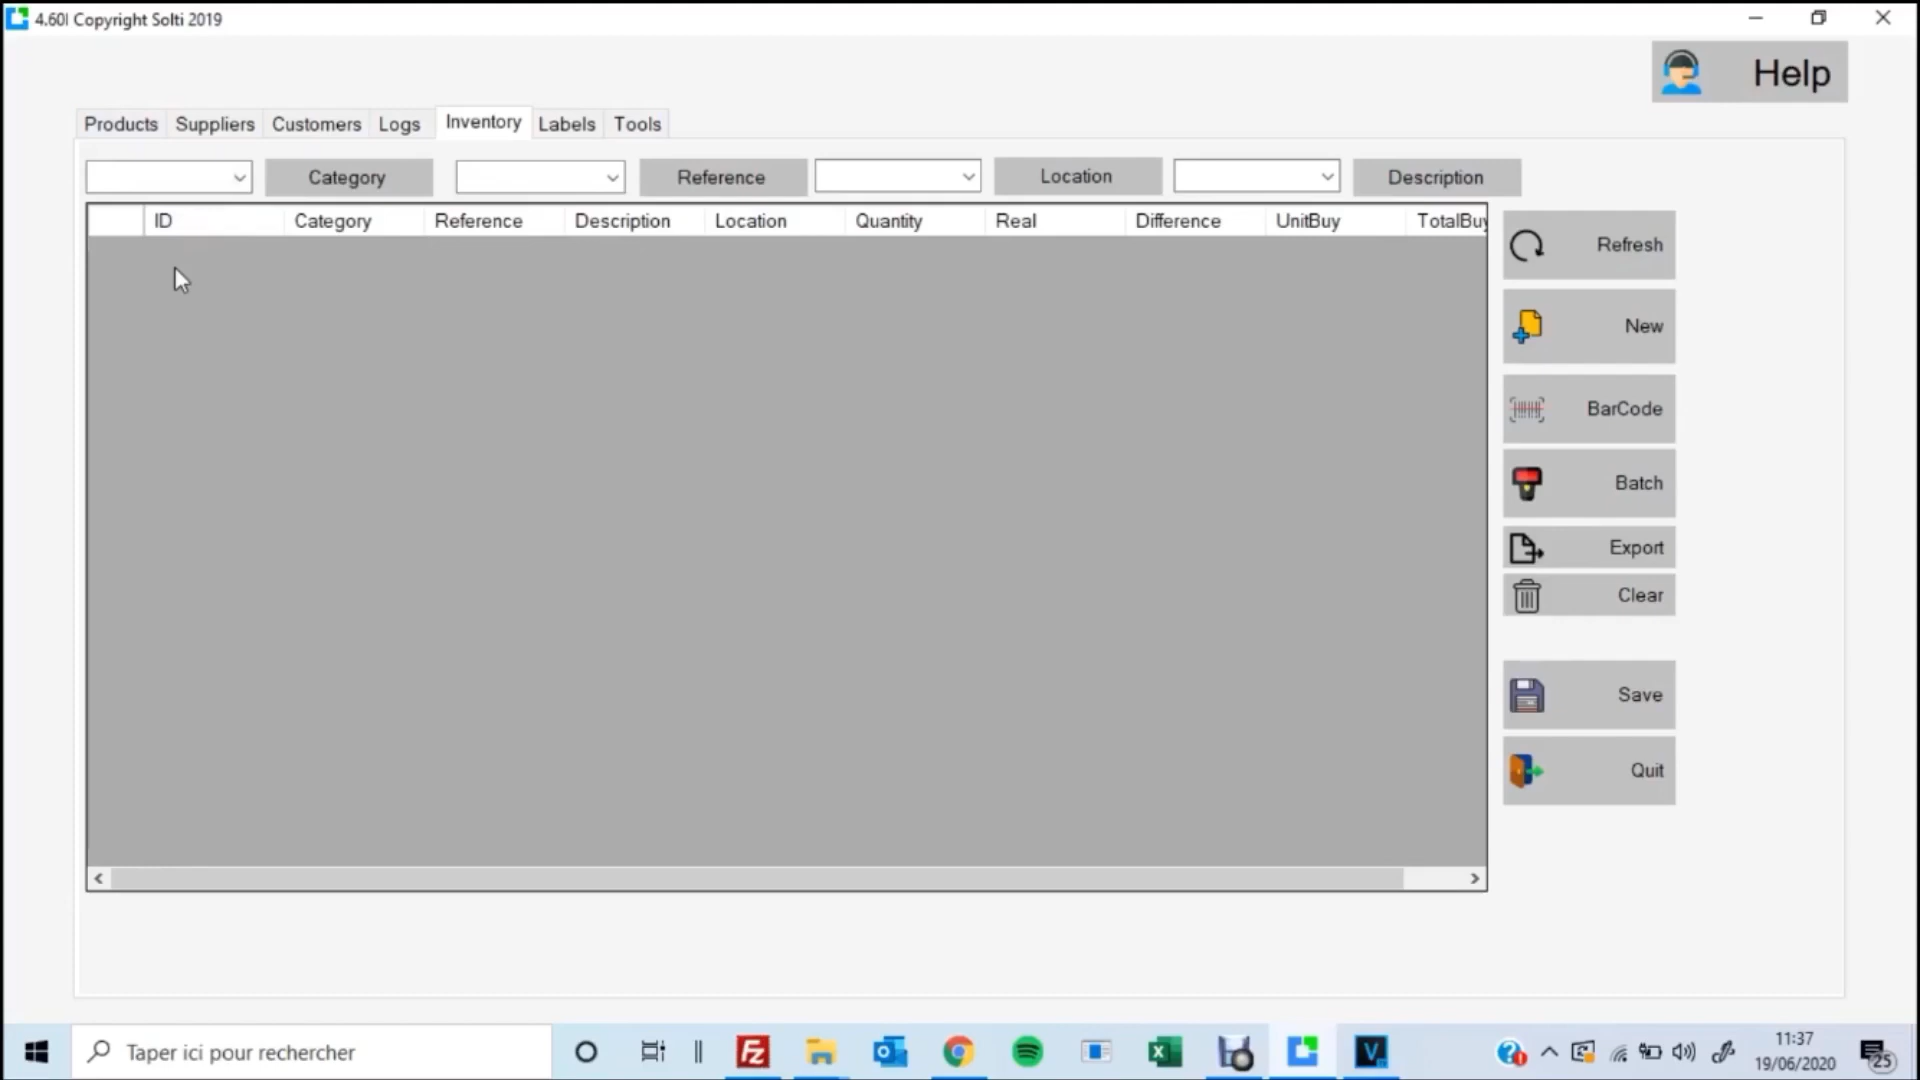 4.60l Copyright Solti 2019
Help
Products Suppliers Customers Logs Inventory Labels Tools
Category Reference Location Description
ID Category Reference Description Location Quantity Real Difference UnitBuy TotalBuy
Refresh
New
BarCode
Batch
Export
Clear
Save
Quit
Taper ici pour rechercher
11:37
19/06/2020
25